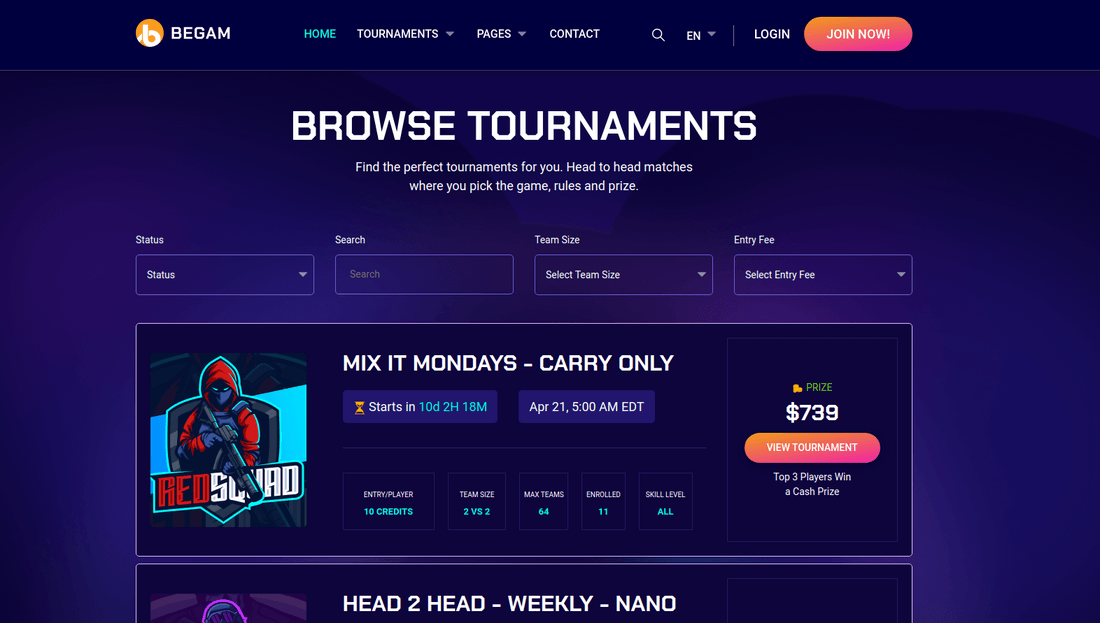 BEGAM
HOME
TOURNAMENTS
PAGES
CONTACT
EN
LOGIN
JOIN NOW!
BROWSE TOURNAMENTS
Find the perfect tournaments for you. Head to head matches
where you pick the game, rules and prize.
Status
Search
Team Size
Entry Fee
Status
Search
Select Team Size
Select Entry Fee
REDSQUAD
MIX IT MONDAYS - CARRY ONLY
Starts in 10d 2H 18M
Apr 21, 5:00 AM EDT
ENTRY/PLAYER
10 CREDITS
TEAM SIZE
2 VS 2
MAX TEAMS
64
ENROLLED
11
SKILL LEVEL
ALL
PRIZE
$739
VIEW TOURNAMENT
Top 3 Players Win
a Cash Prize
HEAD 2 HEAD - WEEKLY - NANO